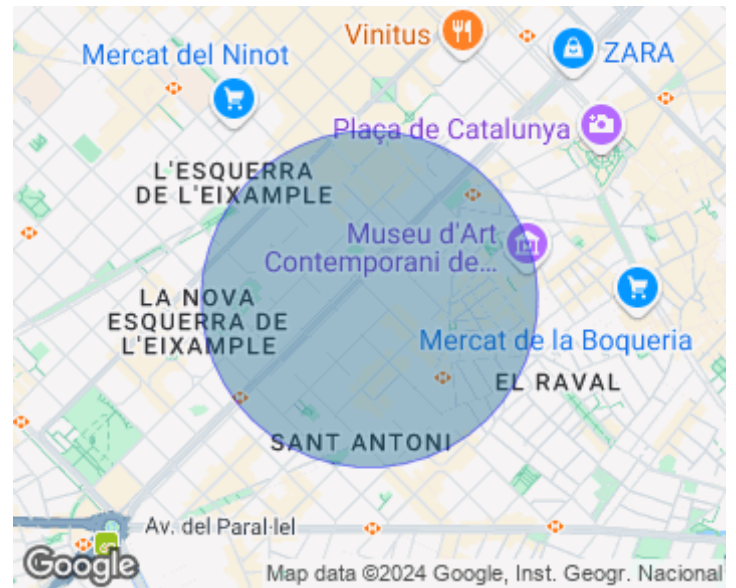 Vinitus
ZARA
Mercat del Ninot
Plaça de Catalunya
L'ESQUERRA
DE L'EIXAMPLE
Museu d'Art
Contemporani de...
LA NOVA
ESQUERRA DE
L'EIXAMPLE
Mercat de la Boqueria
EL RAVAL
SANT ANTONI
Av. del Paral·lel
Google
Map data ©2024 Google, Inst. Geogr. Nacional